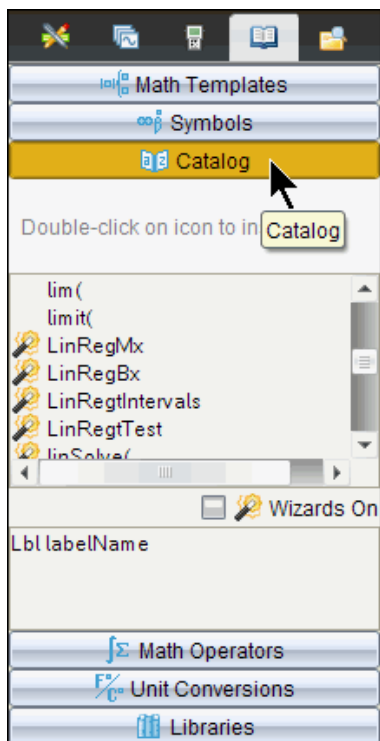 Math Templates
∞β° Symbols
Catalog
Double-click on icon to in
Catalog
lim(
limit(
LinRegMx
LinRegBx
LinRegtIntervals
LinRegtTest
linSolve(
Wizards On
Lbl labelName
∫Σ Math Operators
F°/C° Unit Conversions
Libraries